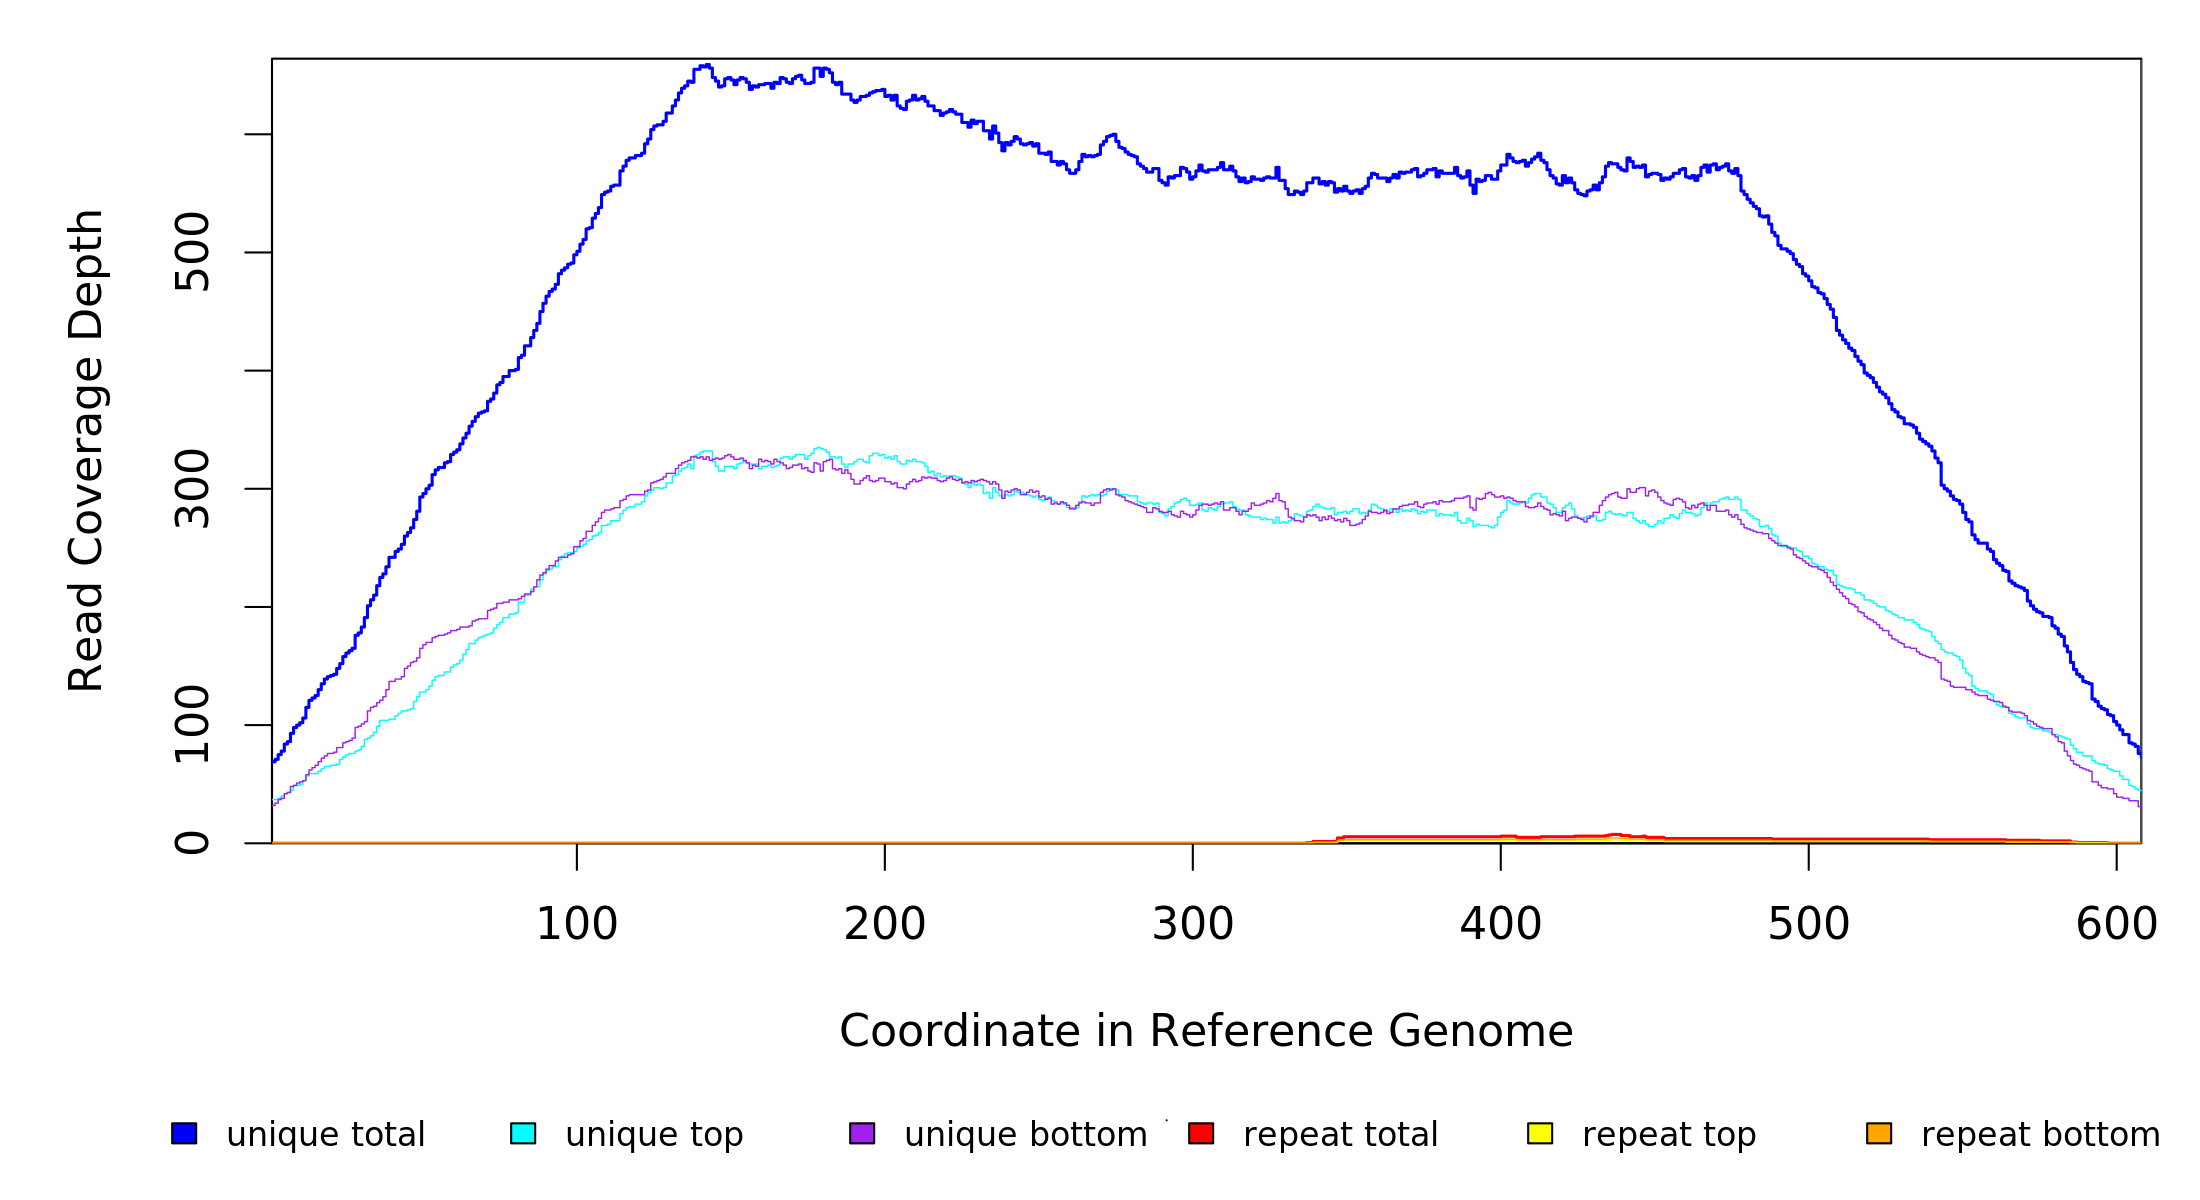 Read Coverage Depth
500
300
100
0
100 200 300 400 500 600
Coordinate in Reference Genome
unique total unique top unique bottom repeat total repeat top repeat bottom